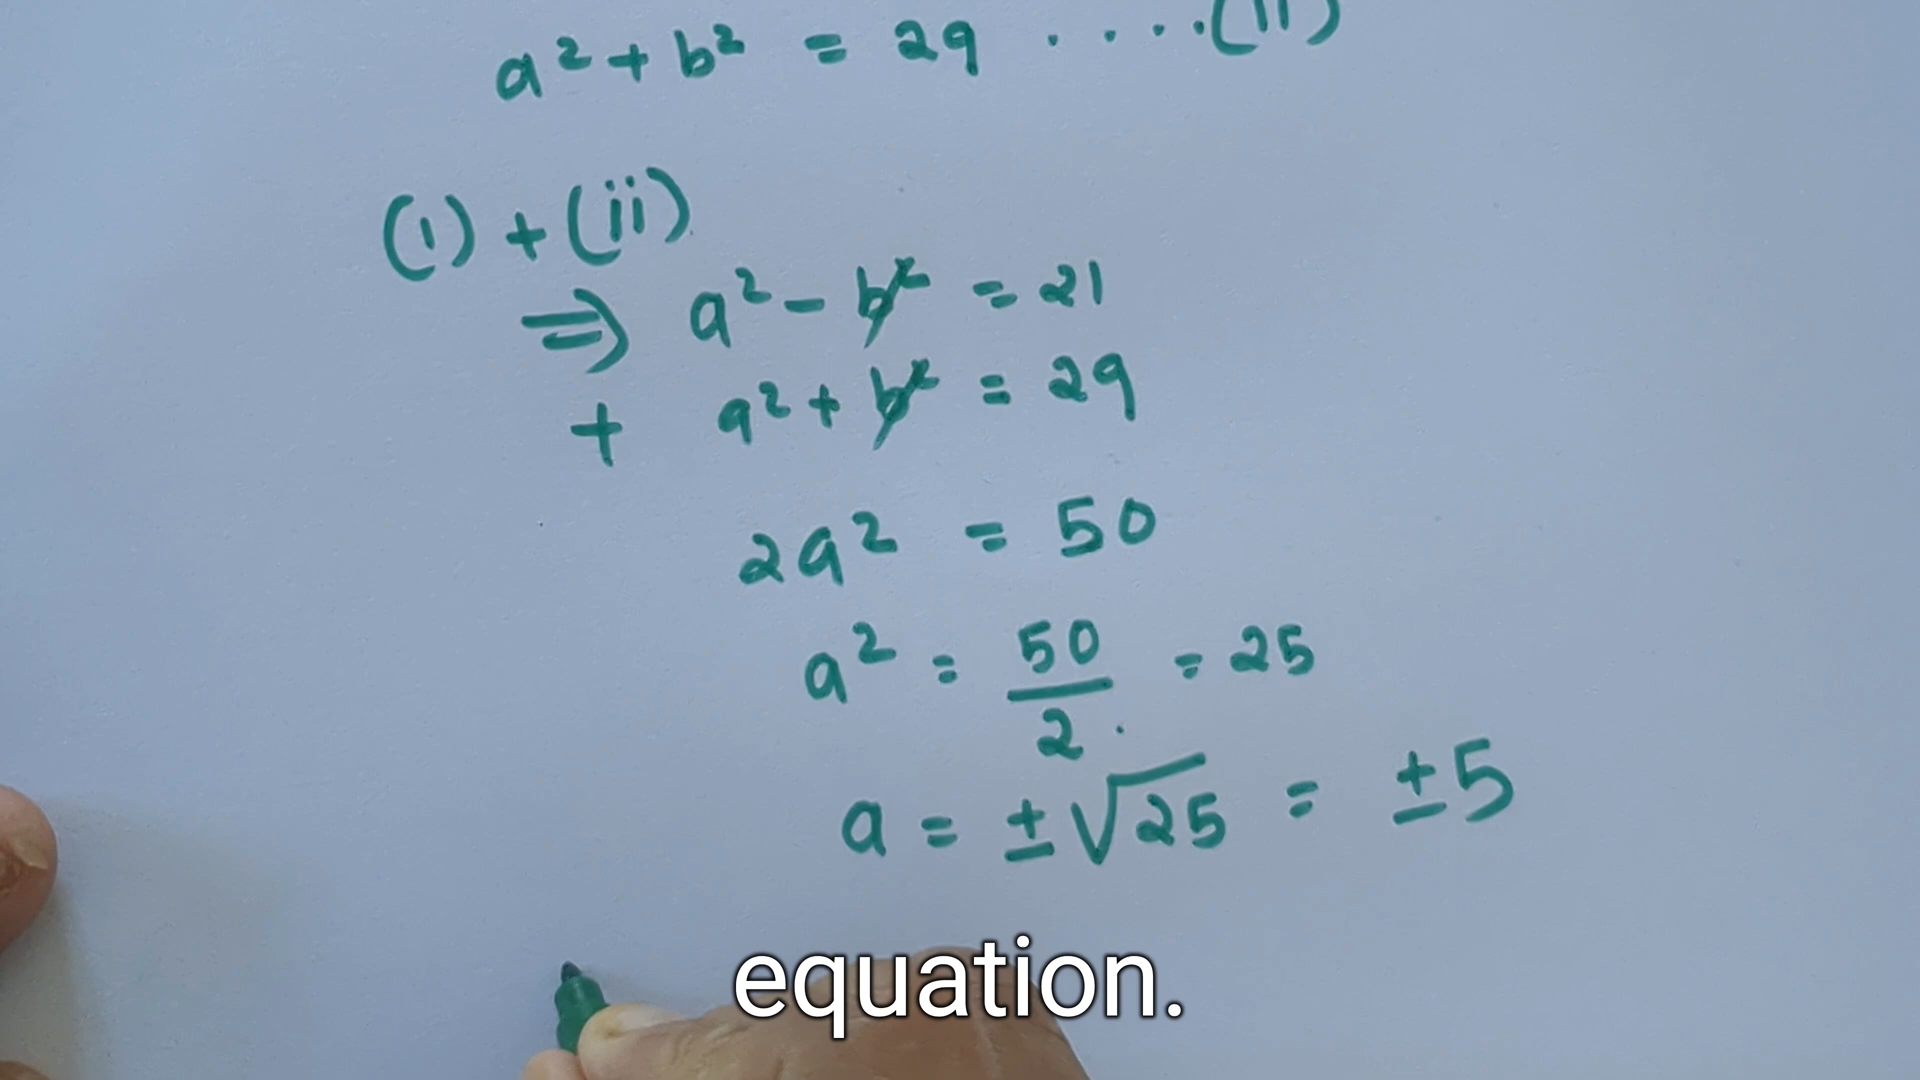 a² + b² = 29 ....(ii)
(i) + (ii)
⇒ a² - b² = 21
+ a² + b² = 29
2a² = 50
a² = 50/2 = 25
a = ±√25 = ±5
equation.